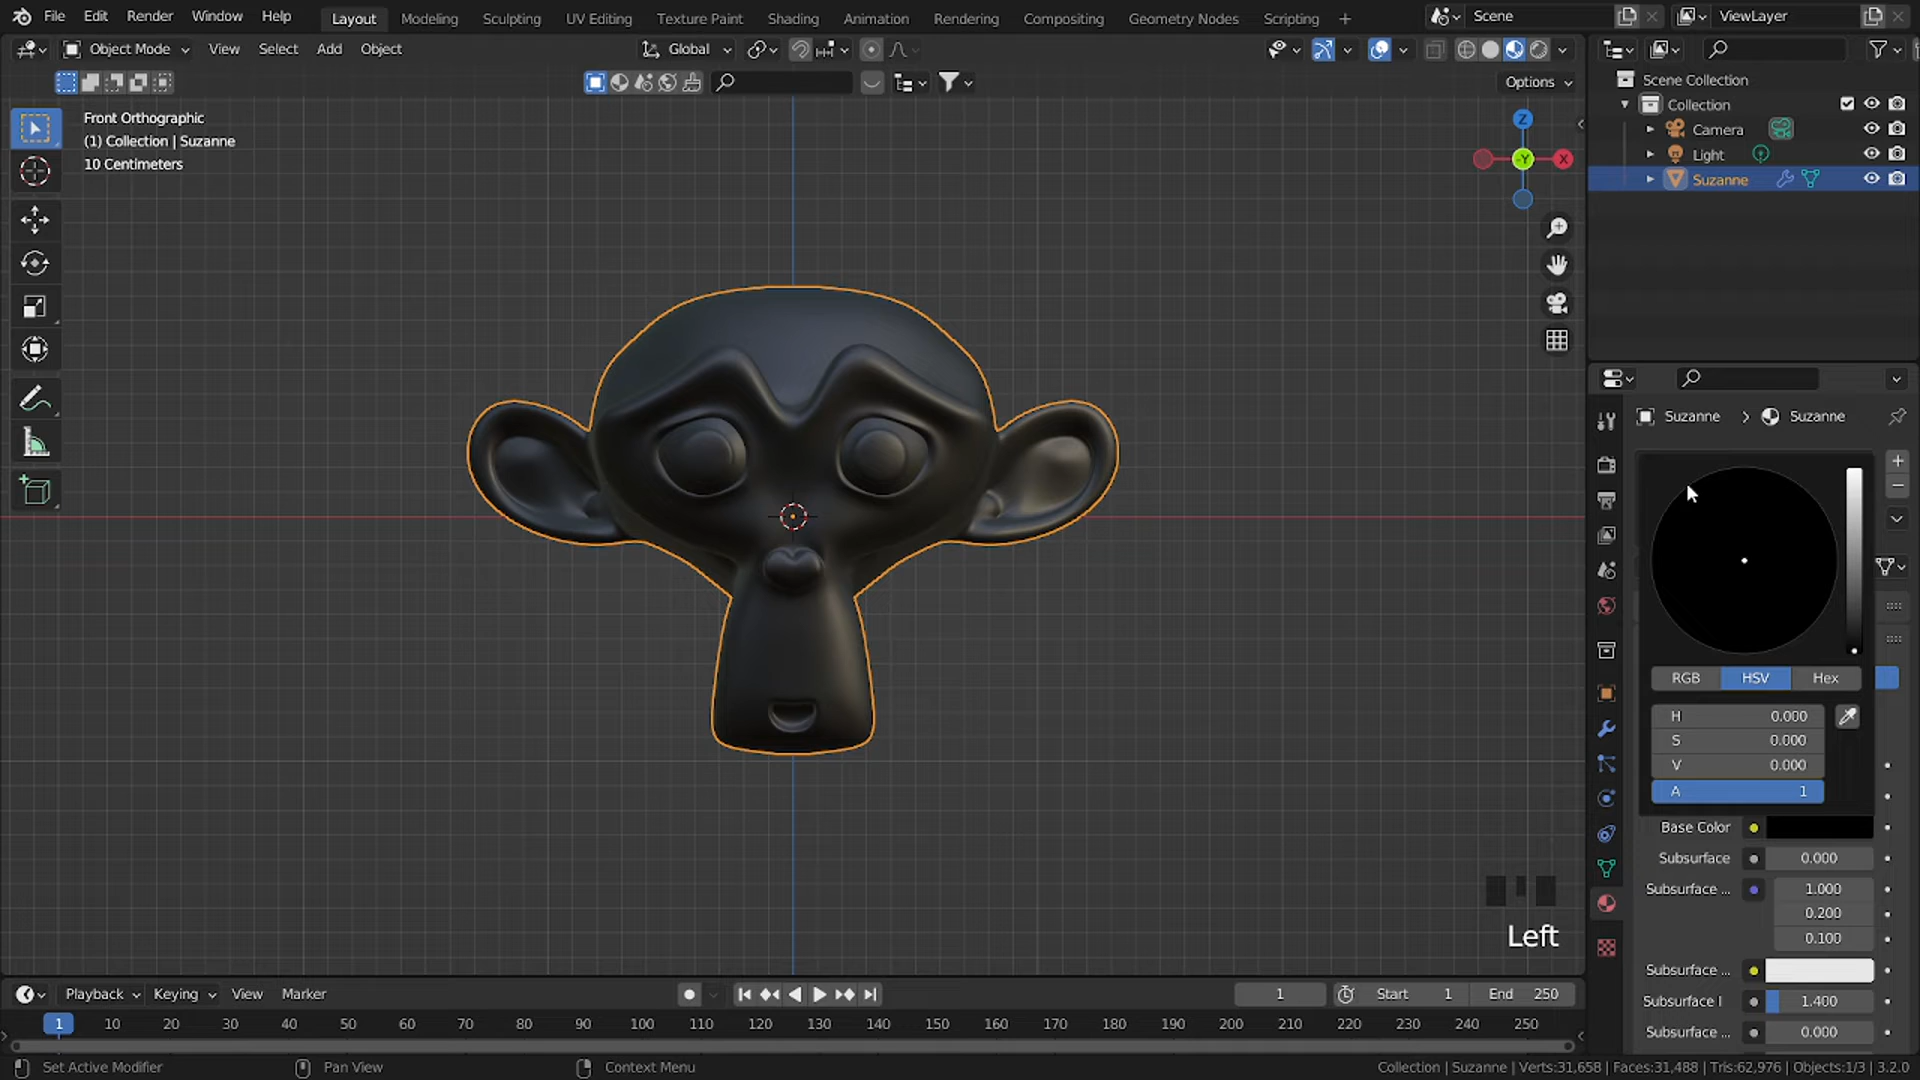 File Edit Render Window Help Layout Modeling Sculpting UV Editing Texture Paint Shading Animation Rendering Compositing Geometry Nodes Scripting + Scene ViewLayer
Object Mode View Select Add Object Global
Options
Scene Collection
Collection
Camera
Light
Suzanne
Front Orthographic
(1) Collection | Suzanne
10 Centimeters
Z
-Y
X
Suzanne > Suzanne
RGB HSV Hex
H 0.000
S 0.000
V 0.000
A 1
Base Color
Subsurface 0.000
Subsurface ... 1.000
0.200
0.100
Subsurface ...
Subsurface I 1.400
Subsurface ... 0.000
Left
Playback Keying View Marker 1 Start 1 End 250
1 10 20 30 40 50 60 70 80 90 100 110 120 130 140 150 160 170 180 190 200 210 220 230 240 250
Set Active Modifier Pan View Context Menu Collection | Suzanne | Verts:31,658 | Faces:31,488 | Tris:62,976 | Objects:1/3 | 3.2.0